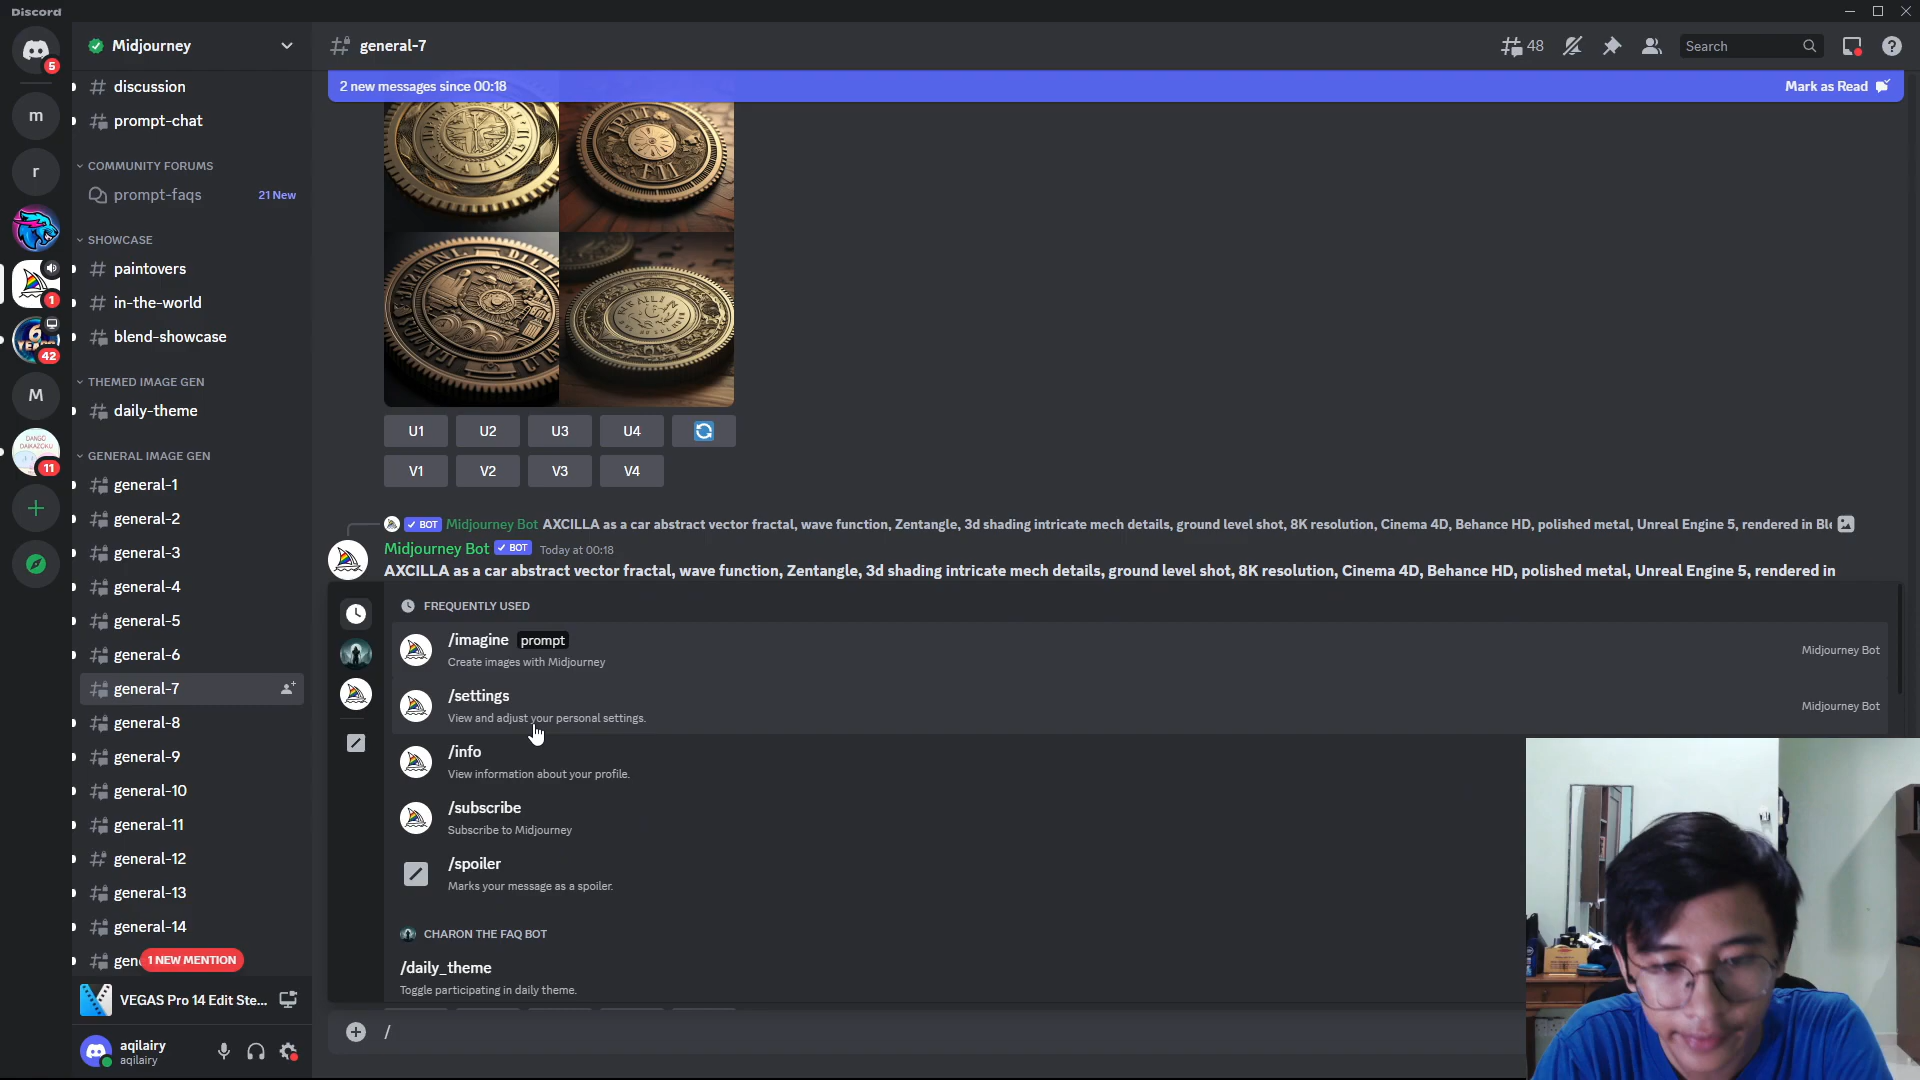 Discord
Midjourney
general-7
48
Search
2 new messages since 00:18
Mark as Read
5
m
r
1
42
M
DANGO
DAIKAZOKU
11
discussion
prompt-chat
COMMUNITY FORUMS
prompt-faqs
21 New
SHOWCASE
paintovers
in-the-world
blend-showcase
THEMED IMAGE GEN
daily-theme
GENERAL IMAGE GEN
general-1
general-2
general-3
general-4
general-5
general-6
general-7
general-8
general-9
general-10
general-11
general-12
general-13
general-14
gen
1 NEW MENTION
VEGAS Pro 14 Edit Ste...
aqilairy
aqilairy
U1 U2 U3 U4
V1 V2 V3 V4
BOT Midjourney Bot AXCILLA as a car abstract vector fractal, wave function, Zentangle, 3d shading intricate mech details, ground level shot, 8K resolution, Cinema 4D, Behance HD, polished metal, Unreal Engine 5, rendered in Bl
Midjourney Bot BOT Today at 00:18
AXCILLA as a car abstract vector fractal, wave function, Zentangle, 3d shading intricate mech details, ground level shot, 8K resolution, Cinema 4D, Behance HD, polished metal, Unreal Engine 5, rendered in
FREQUENTLY USED
/imagine prompt
Create images with Midjourney
Midjourney Bot
/settings
View and adjust your personal settings.
Midjourney Bot
/info
View information about your profile.
/subscribe
Subscribe to Midjourney
/spoiler
Marks your message as a spoiler.
CHARON THE FAQ BOT
/daily_theme
Toggle participating in daily theme.
/